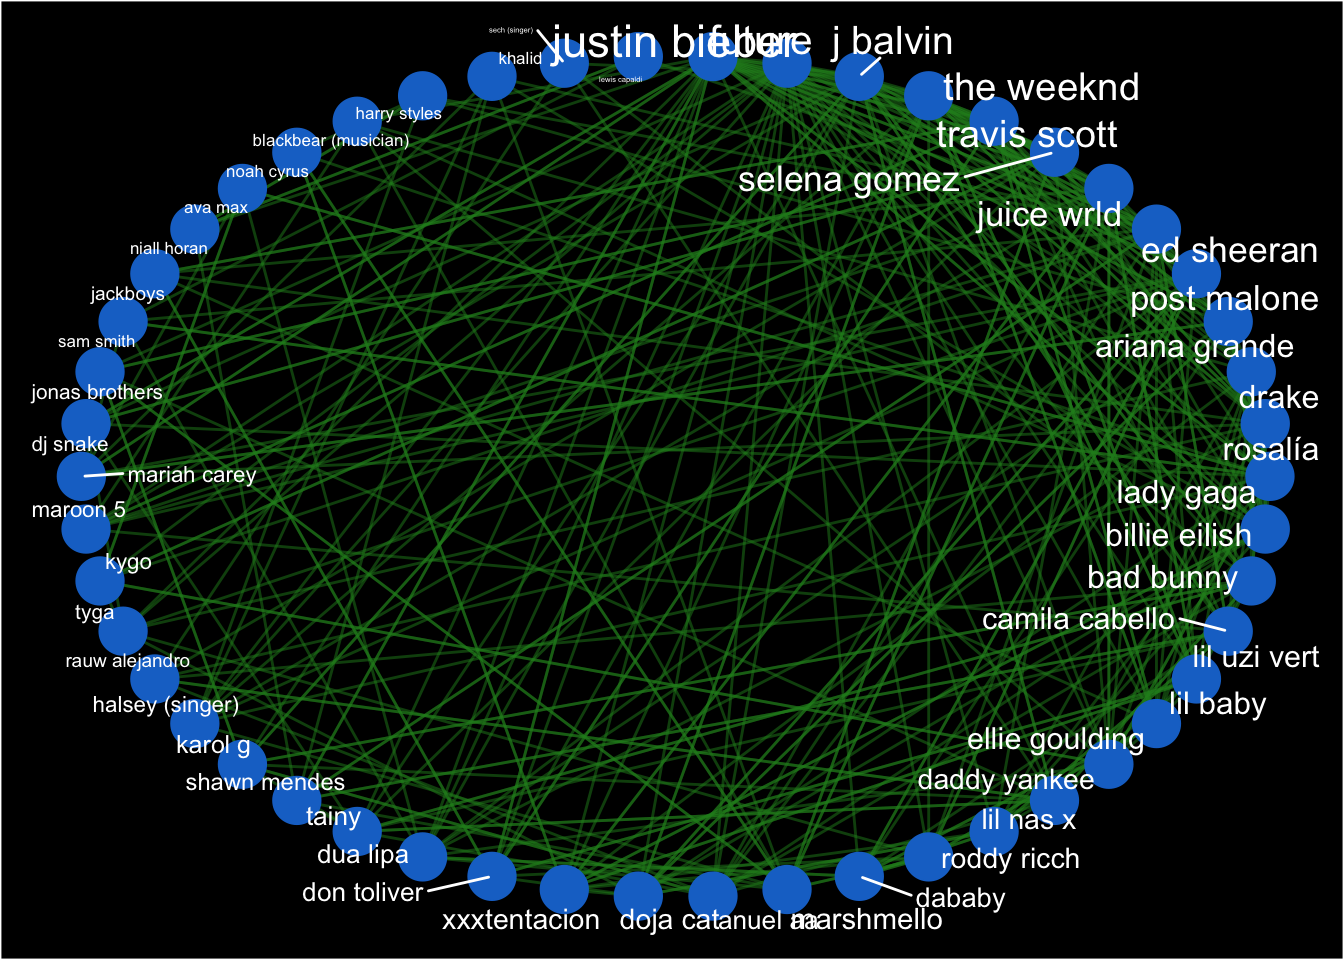 sech (singer)
justin bieber
future
j balvin
khalid
lewis capaldi
the weeknd
harry styles
travis scott
blackbear (musician)
noah cyrus
selena gomez
ava max
juice wrld
niall horan
ed sheeran
jackboys
post malone
sam smith
ariana grande
jonas brothers
drake
dj snake
rosalía
mariah carey
lady gaga
maroon 5
billie eilish
kygo
bad bunny
tyga
camila cabello
rauw alejandro
lil uzi vert
halsey (singer)
lil baby
karol g
ellie goulding
shawn mendes
daddy yankee
tainy
lil nas x
dua lipa
roddy ricch
don toliver
dababy
xxxtentacion
doja cat
anuel aa
marshmello